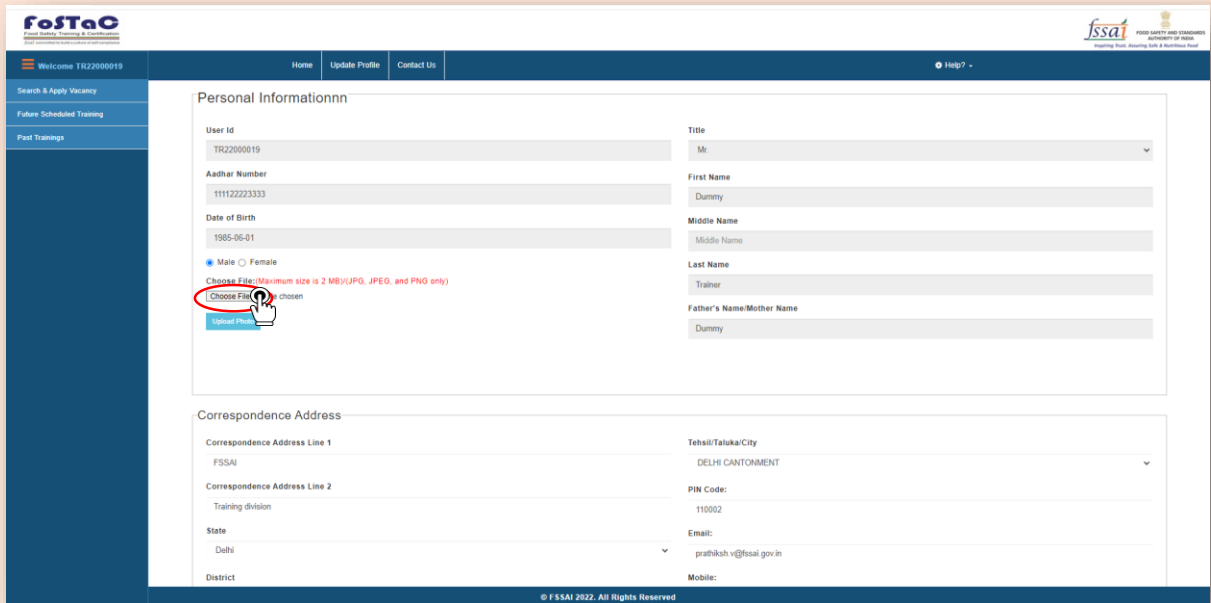 FoSTaC
Food Safety Training & Certification
fssai
Inspiring Trust, Assuring Safe & Nutritious Food
FOOD SAFETY AND STANDARDS
AUTHORITY OF INDIA
Welcome TR22000019
Home
Update Profile
Contact Us
Help?
Search & Apply Vacancy
Future Scheduled Training
Past Trainings
Personal Informationnn
User Id
TR22000019
Aadhar Number
111122223333
Date of Birth
1985-06-01
Male
Female
Choose File:(Maximum size is 2 MB)/(JPG, JPEG, and PNG only)
Choose File
chosen
Upload Photo
Title
Mr.
First Name
Dummy
Middle Name
Middle Name
Last Name
Trainer
Father's Name/Mother Name
Dummy
Correspondence Address
Correspondence Address Line 1
FSSAI
Correspondence Address Line 2
Training division
State
Delhi
District
Tehsil/Taluka/City
DELHI CANTONMENT
PIN Code:
110002
Email:
prathiksh.v@fssai.gov.in
Mobile:
© FSSAI 2022. All Rights Reserved